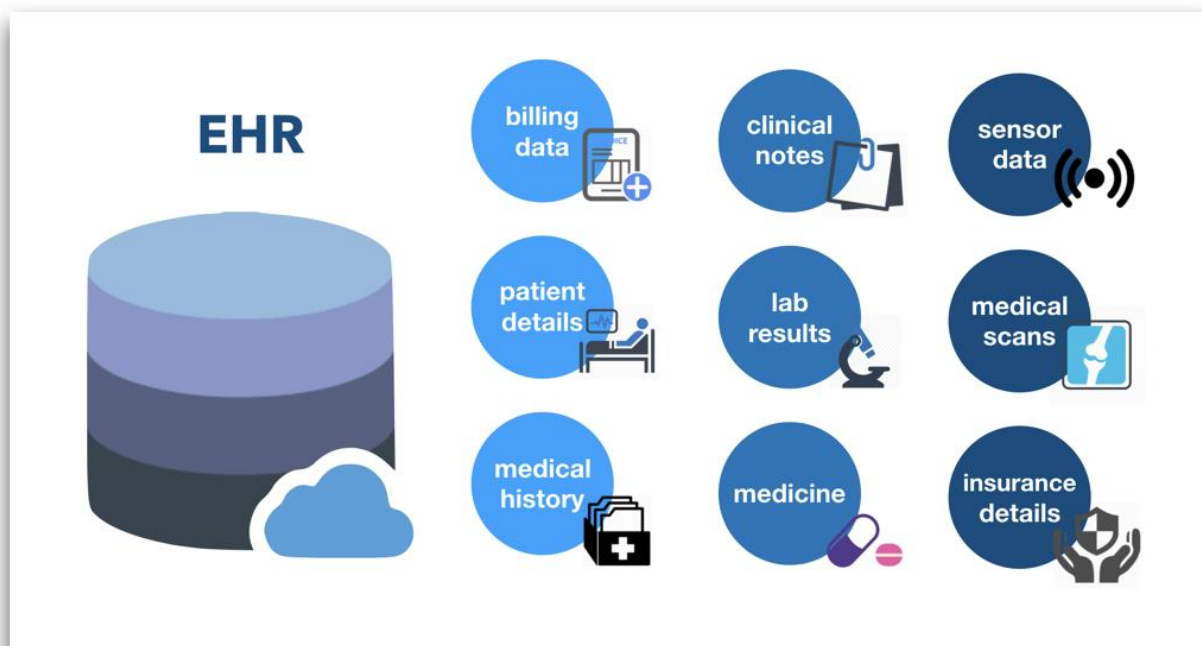 EHR
billing
data
clinical
notes
sensor
data
patient
details
lab
results
medical
scans
medical
history
medicine
insurance
details